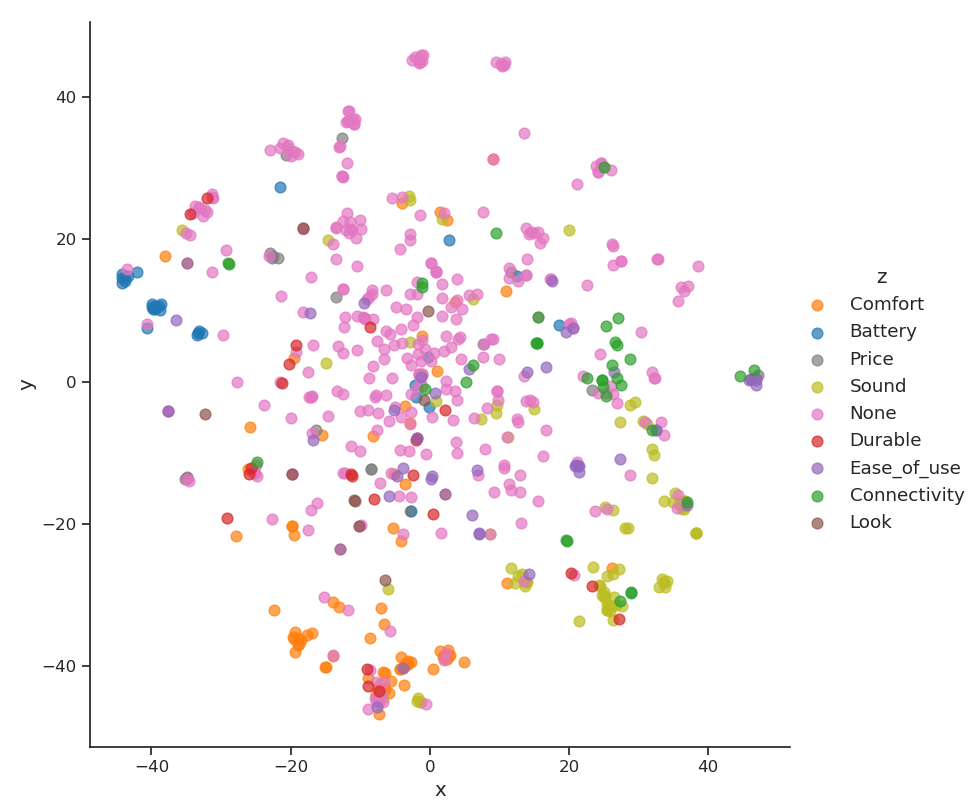 40
20
0
−20
−40
y
−40
−20
0
20
40
x
z
Comfort
Battery
Price
Sound
None
Durable
Ease_of_use
Connectivity
Look